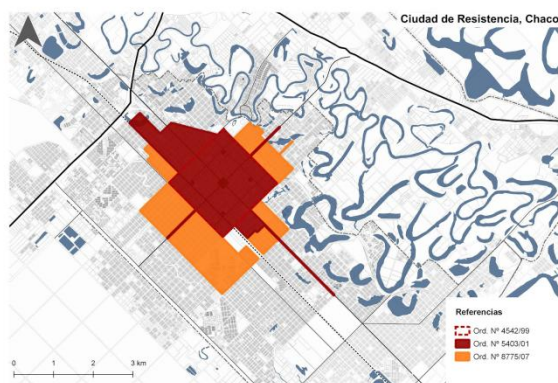 Ciudad de Resistencia, Chaco
Referencias
Ord. Nº 4542/99
Ord. Nº 5403/01
Ord. Nº 8775/07
0 1 2 3 km